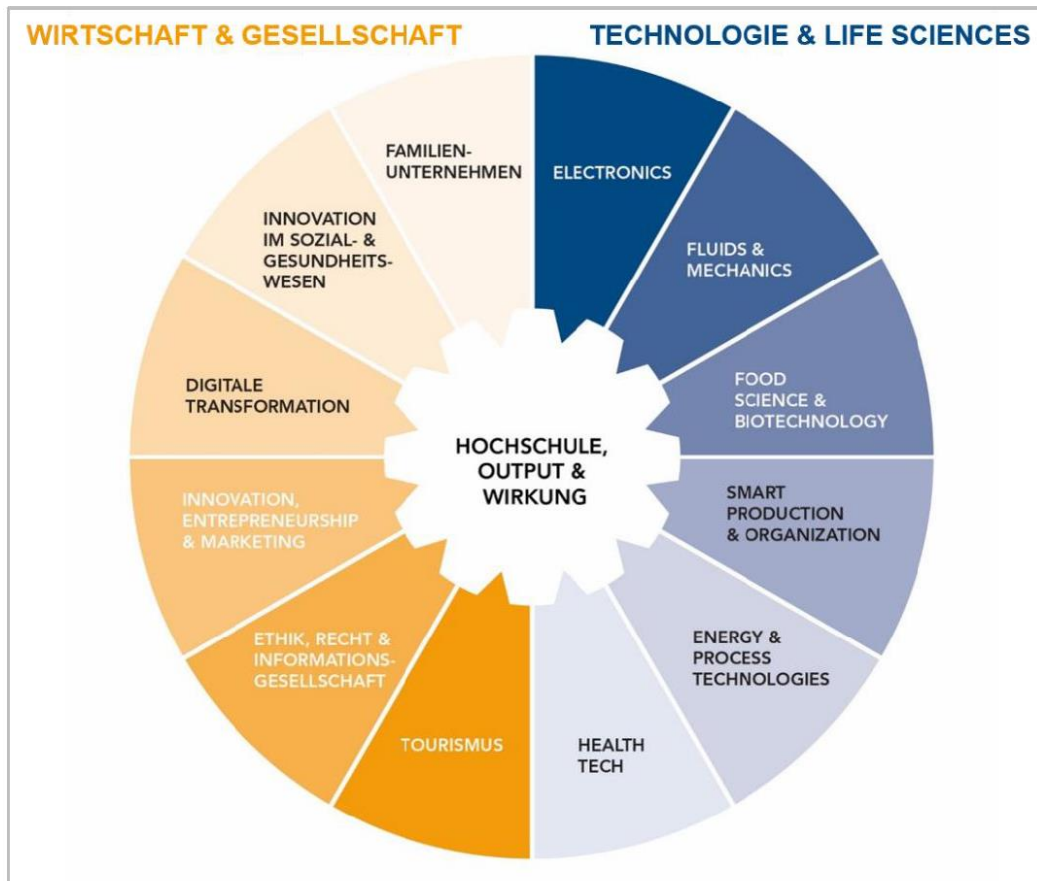 WIRTSCHAFT & GESELLSCHAFT
TECHNOLOGIE & LIFE SCIENCES
FAMILIEN-
UNTERNEHMEN
ELECTRONICS
INNOVATION
IM SOZIAL- &
GESUNDHEITS-
WESEN
FLUIDS &
MECHANICS
DIGITALE
TRANSFORMATION
FOOD
SCIENCE &
BIOTECHNOLOGY
HOCHSCHULE,
OUTPUT &
WIRKUNG
INNOVATION,
ENTREPRENEURSHIP
& MARKETING
SMART
PRODUCTION
& ORGANIZATION
ETHIK, RECHT &
INFORMATIONS-
GESELLSCHAFT
ENERGY &
PROCESS
TECHNOLOGIES
TOURISMUS
HEALTH
TECH